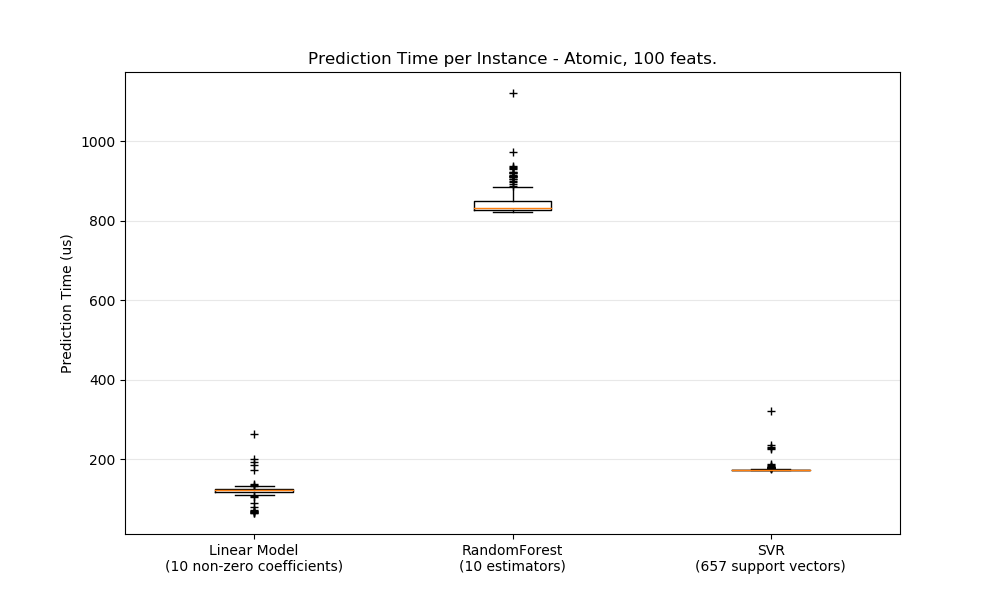 Prediction Time per Instance - Atomic, 100 feats.
Prediction Time (us)
1000
800
600
400
200
Linear Model
(10 non-zero coefficients)
RandomForest
(10 estimators)
SVR
(657 support vectors)